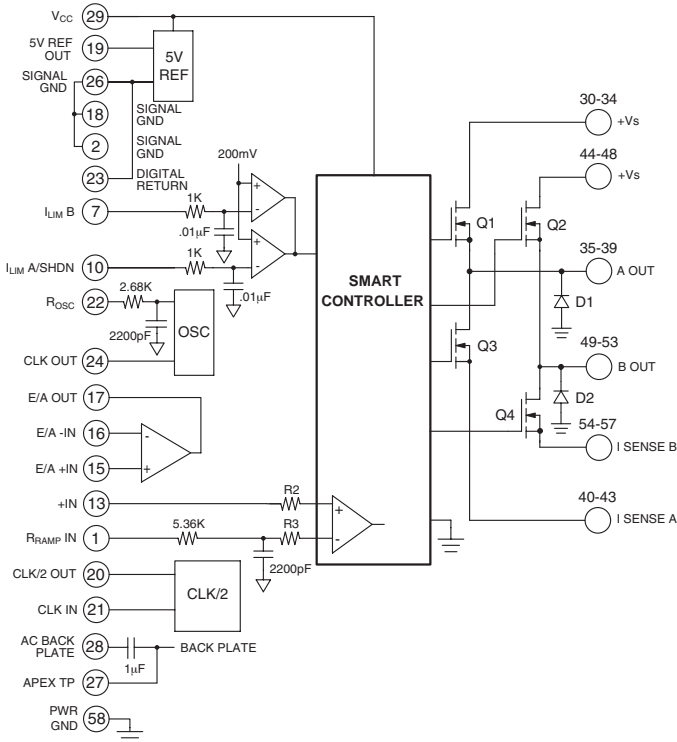 VCC 29
5V REF OUT 19
5V REF
SIGNAL GND 26
18 SIGNAL GND
2 SIGNAL GND
23 DIGITAL RETURN
200mV
+
-
+
-
ILIM B 7
1K
.01µF
ILIM A/SHDN 10
1K
.01µF
ROSC 22
2.68K
2200pF
OSC
CLK OUT 24
E/A OUT 17
E/A -IN 16
-
E/A +IN 15
+
+IN 13
R2
+
RRAMP IN 1
5.36K
R3
-
2200pF
CLK/2 OUT 20
CLK/2
CLK IN 21
AC BACK PLATE 28
1µF
BACK PLATE
APEX TP 27
PWR GND 58
SMART CONTROLLER
Q1
Q2
Q3
Q4
30-34
+Vs
44-48
+Vs
35-39
A OUT
D1
49-53
B OUT
D2
54-57
I SENSE B
40-43
I SENSE A